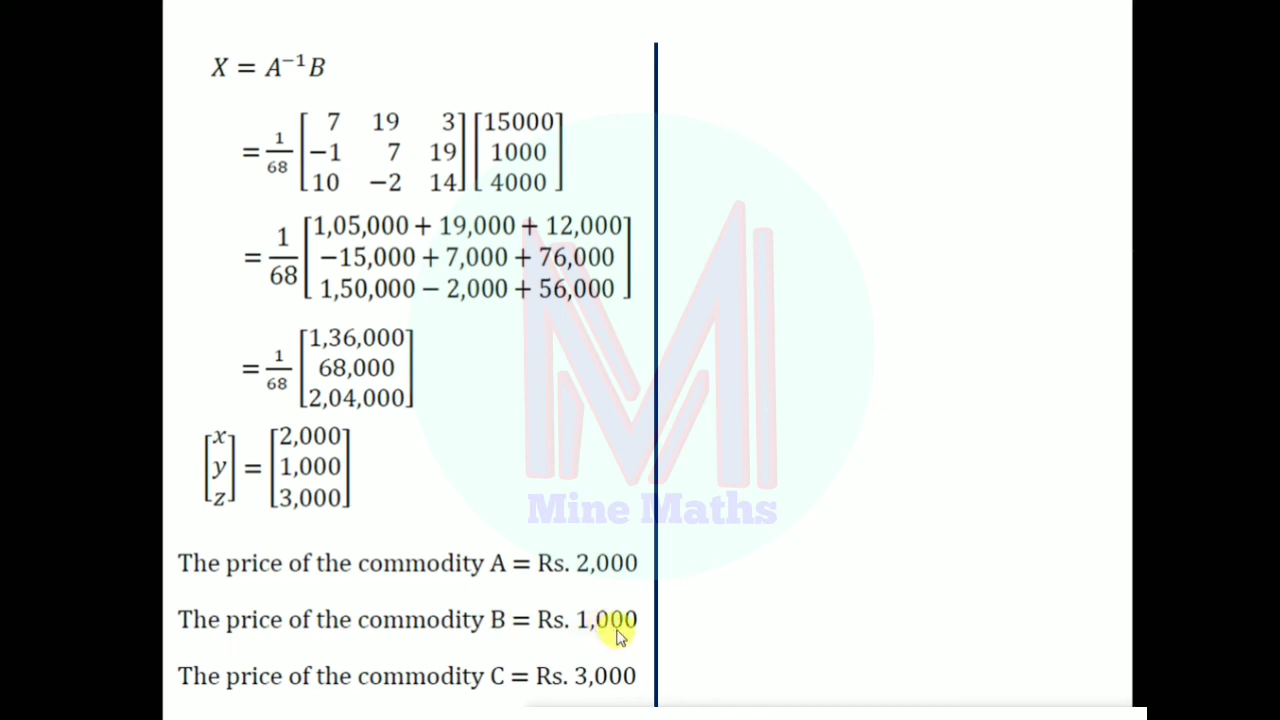 X = A⁻¹B
= 1/68 [7 19 3; −1 7 19; 10 −2 14] [15000; 1000; 4000]
= 1/68 [1,05,000 + 19,000 + 12,000; −15,000 + 7,000 + 76,000; 1,50,000 − 2,000 + 56,000]
= 1/68 [1,36,000; 68,000; 2,04,000]
[x; y; z] = [2,000; 1,000; 3,000]
Mine Maths
The price of the commodity A = Rs. 2,000
The price of the commodity B = Rs. 1,000
The price of the commodity C = Rs. 3,000